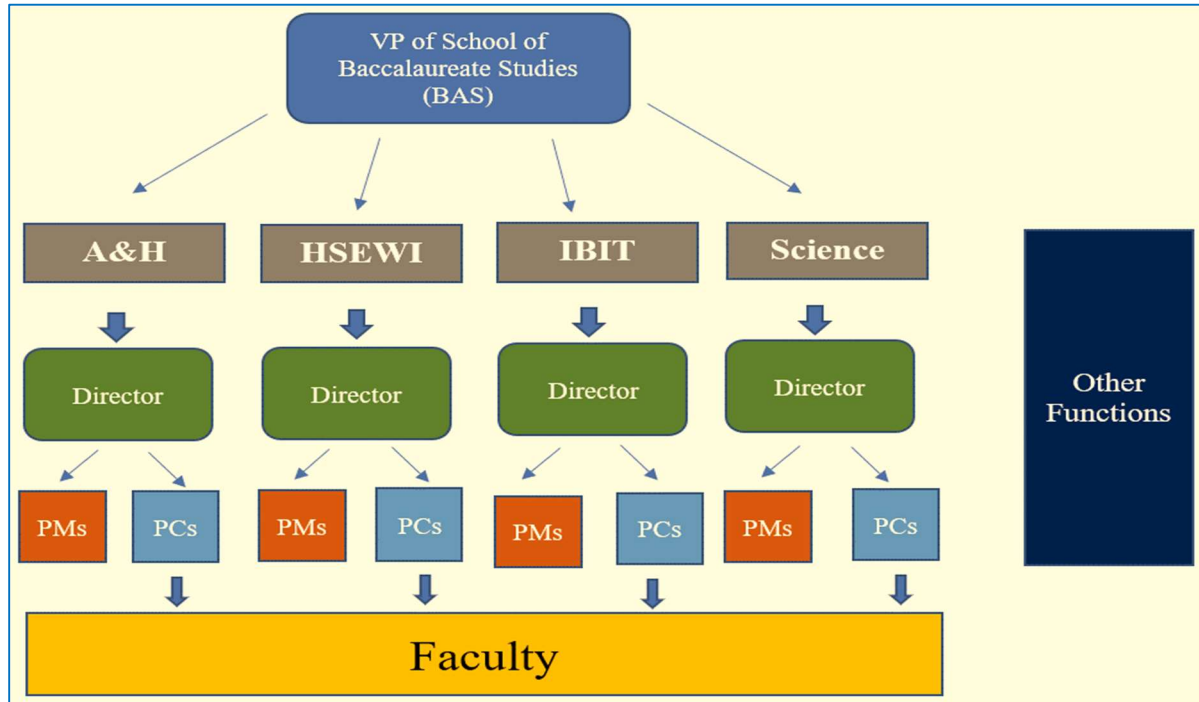 VP of School of
Baccalaureate Studies
(BAS)
A&H
HSEWI
IBIT
Science
Director
Director
Director
Director
Other
Functions
PMs
PCs
PMs
PCs
PMs
PCs
PMs
PCs
Faculty